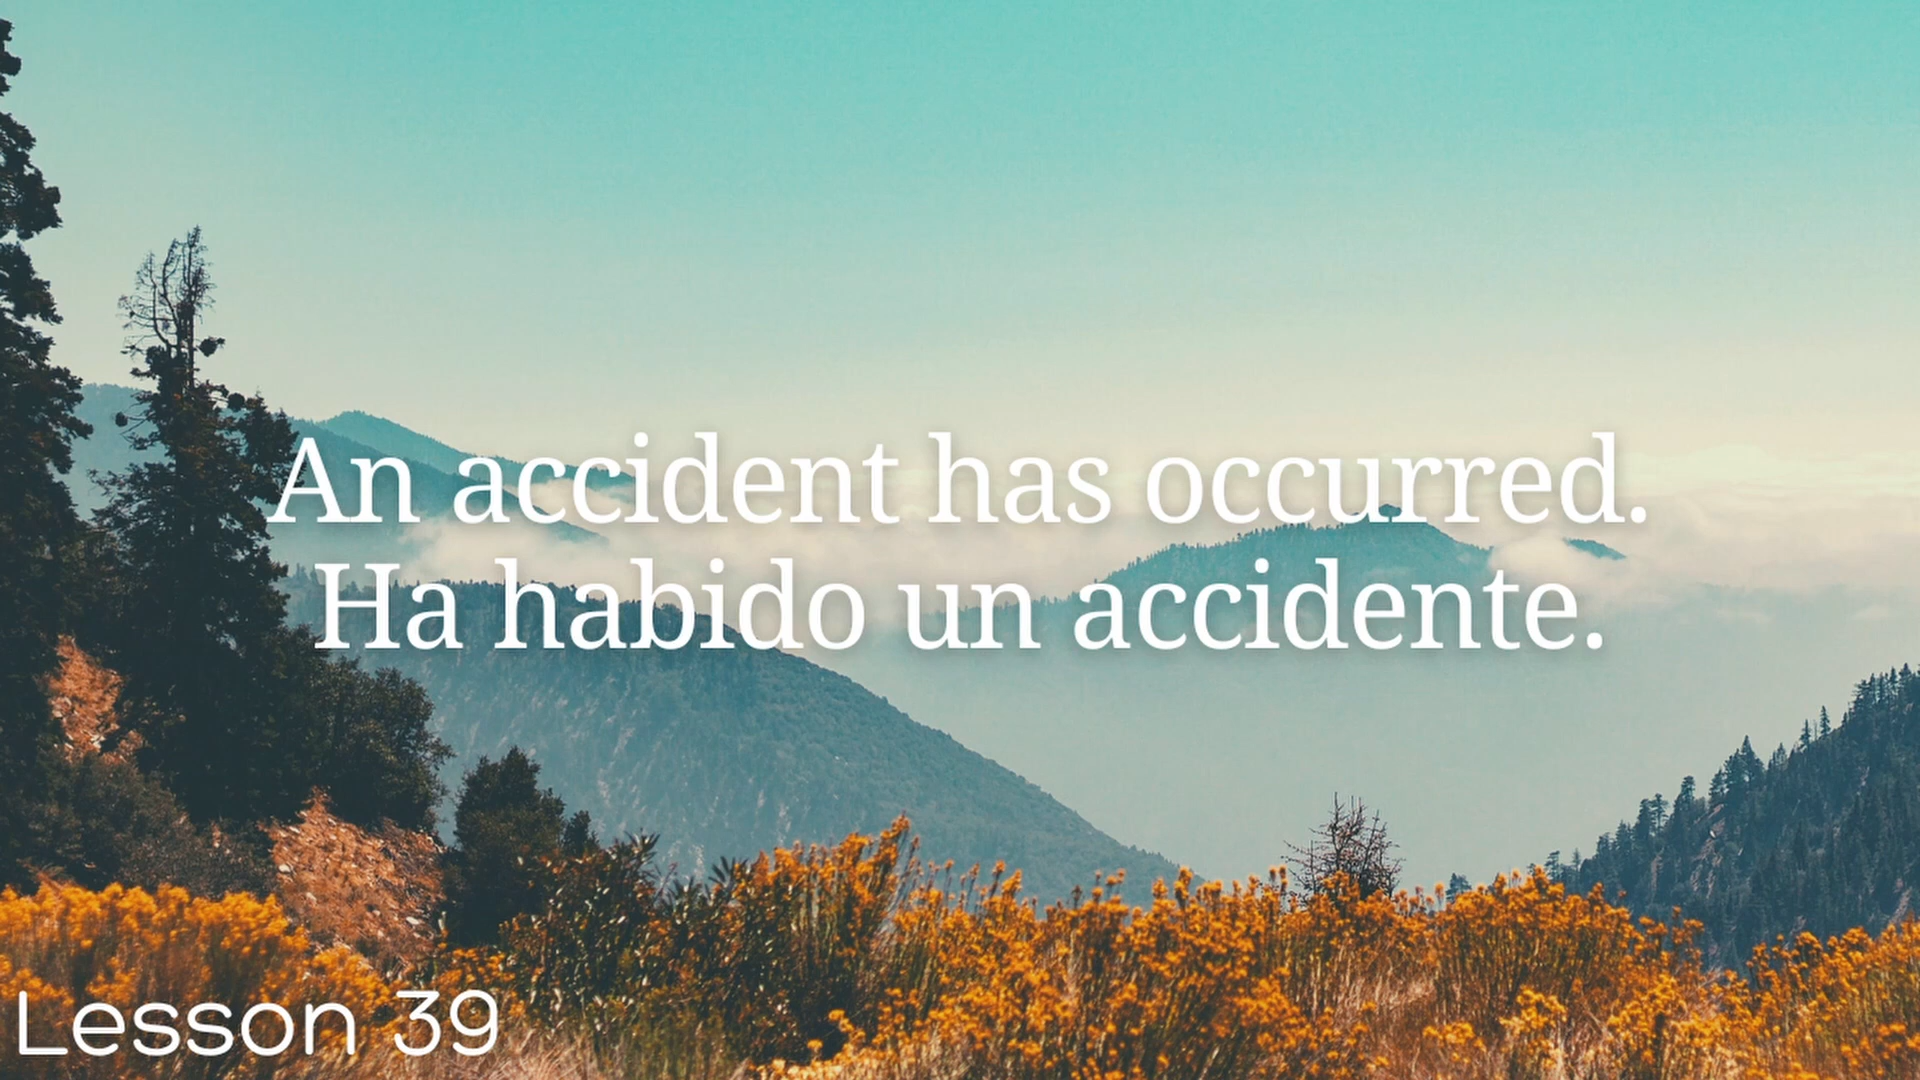 An accident has occurred.
Ha habido un accidente.
Lesson 39